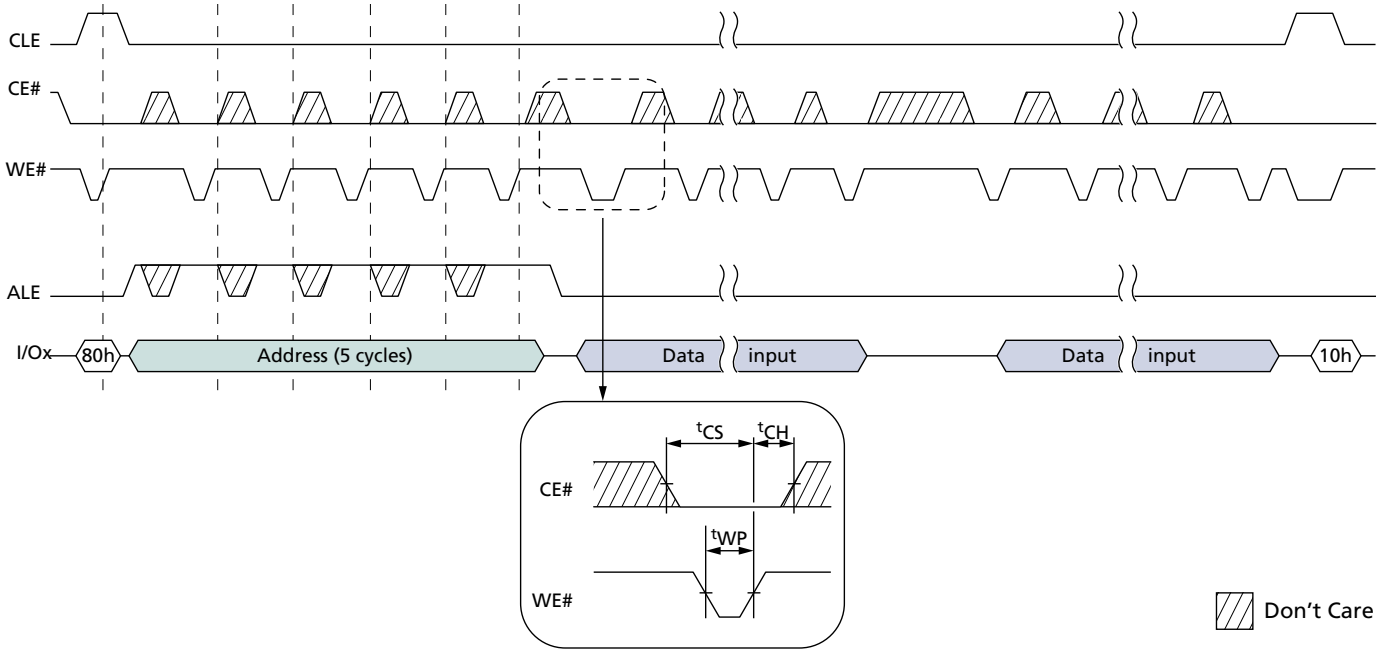 CLE
CE#
WE#
ALE
I/Ox 80h Address (5 cycles) Data input Data input 10h
tCS tCH
CE#
tWP
WE#
Don't Care